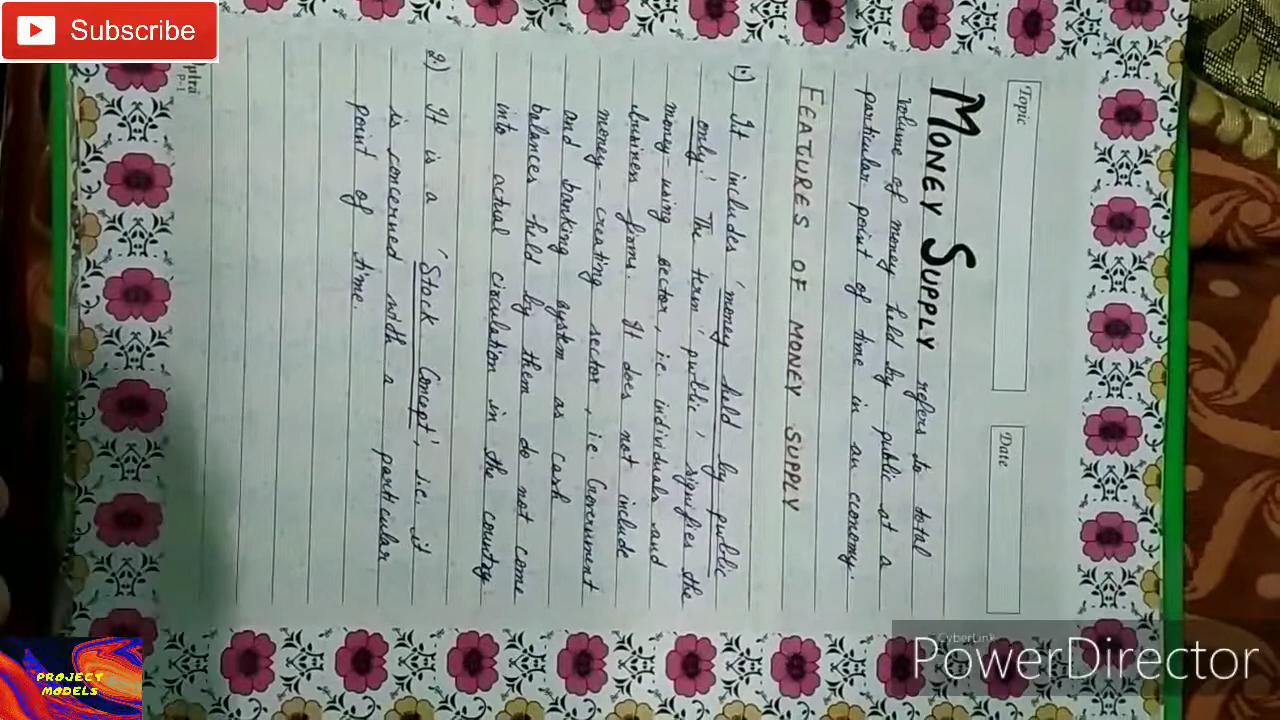 Subscribe
Topic
Date
MONEY SUPPLY refers to total
volume of money held by public at a
particular point of time in an economy.
FEATURES OF MONEY SUPPLY
1.) It includes 'money held by public
only'. The term 'public', signifies the
money-using sector, i.e. individuals and
business firms. It does not include
money-creating sector, i.e. Government
and banking system as cash
balances held by them do not come
into actual circulation in the country.
2.) It is a 'Stock Concept', i.e. it
is concerned with a particular
point of time.
P-1
PROJECT
MODELS
CyberLink
PowerDirector